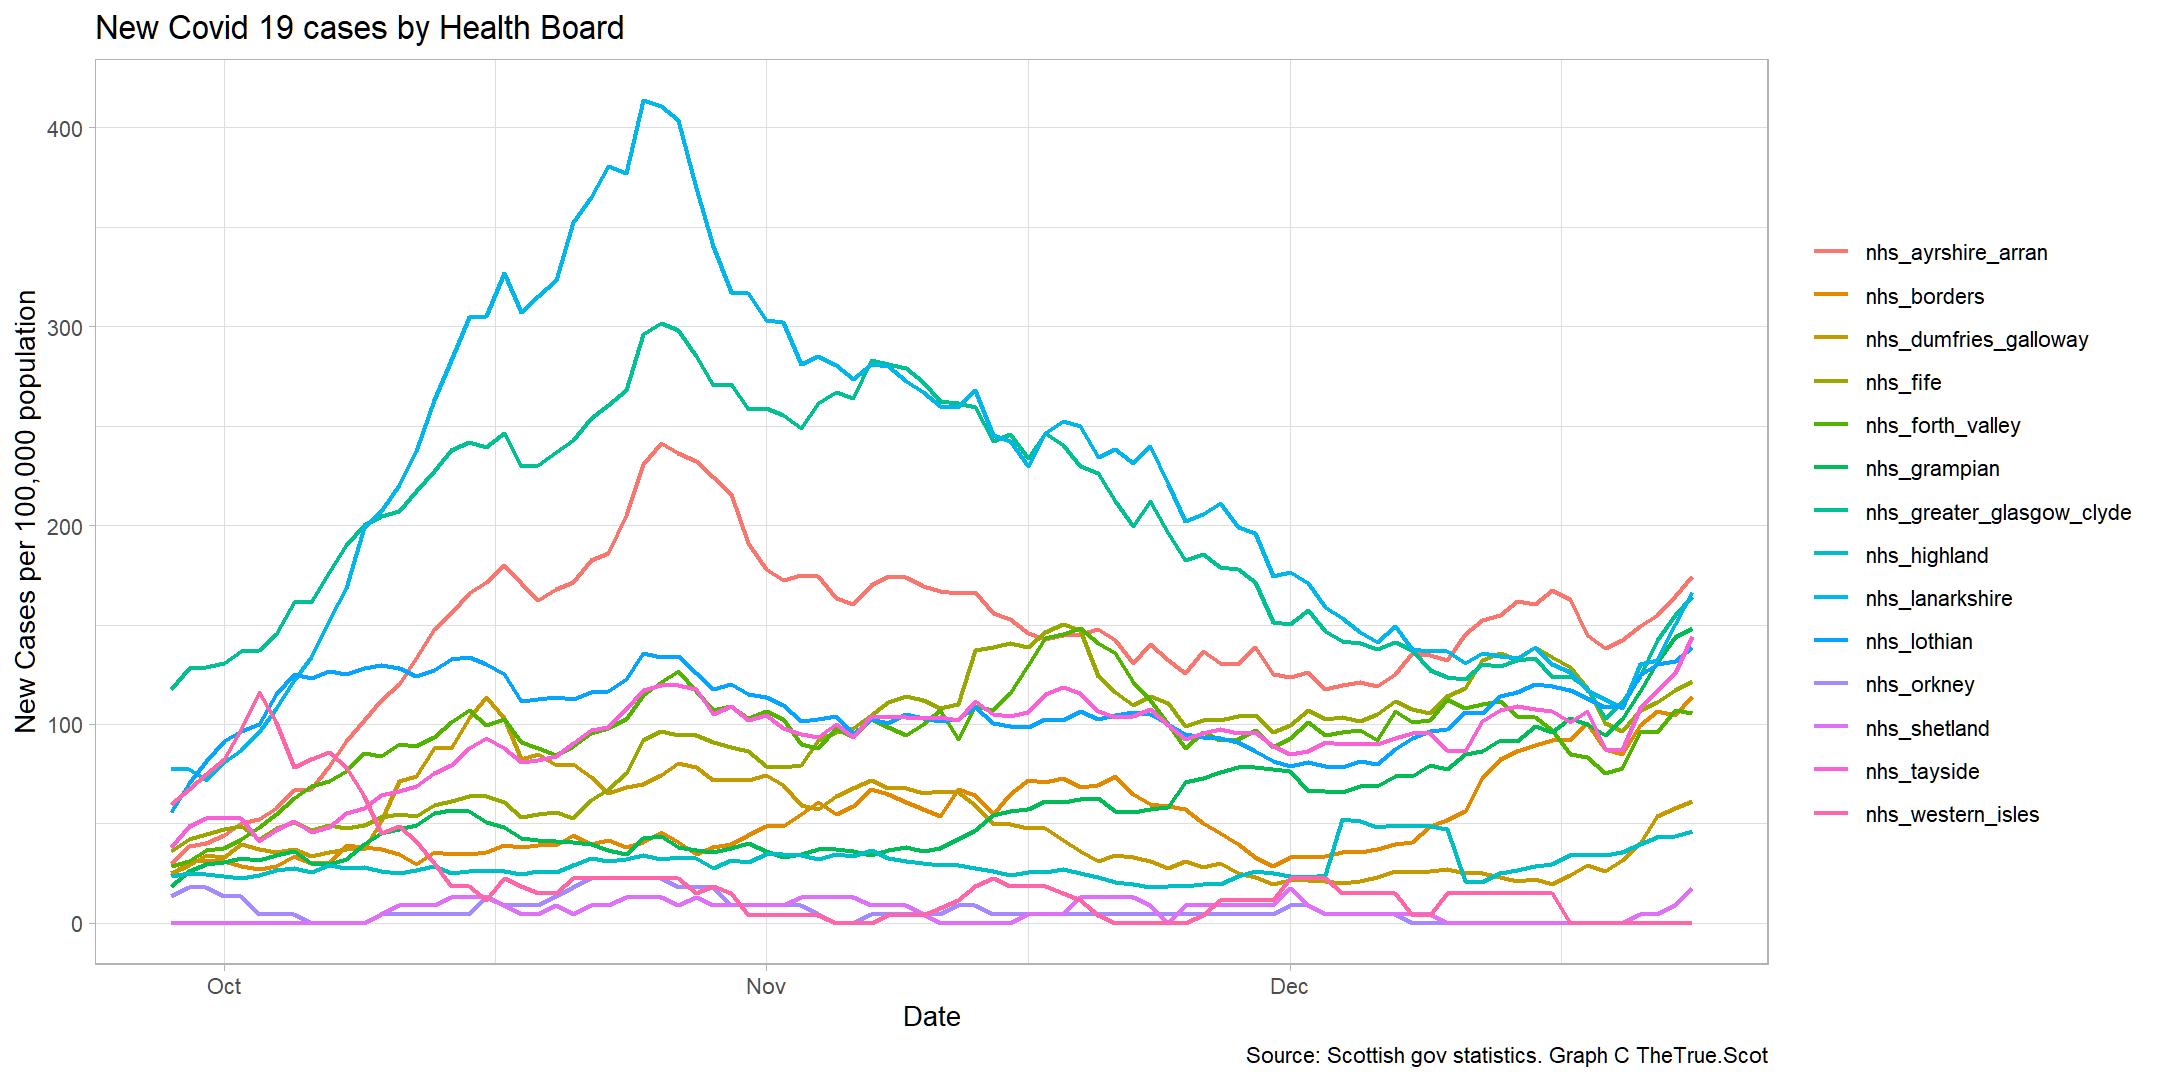 New Covid 19 cases by Health Board
New Cases per 100,000 population
400
300
200
100
0
Oct
Nov
Dec
Date
nhs_ayrshire_arran
nhs_borders
nhs_dumfries_galloway
nhs_fife
nhs_forth_valley
nhs_grampian
nhs_greater_glasgow_clyde
nhs_highland
nhs_lanarkshire
nhs_lothian
nhs_orkney
nhs_shetland
nhs_tayside
nhs_western_isles
Source: Scottish gov statistics. Graph C TheTrue.Scot